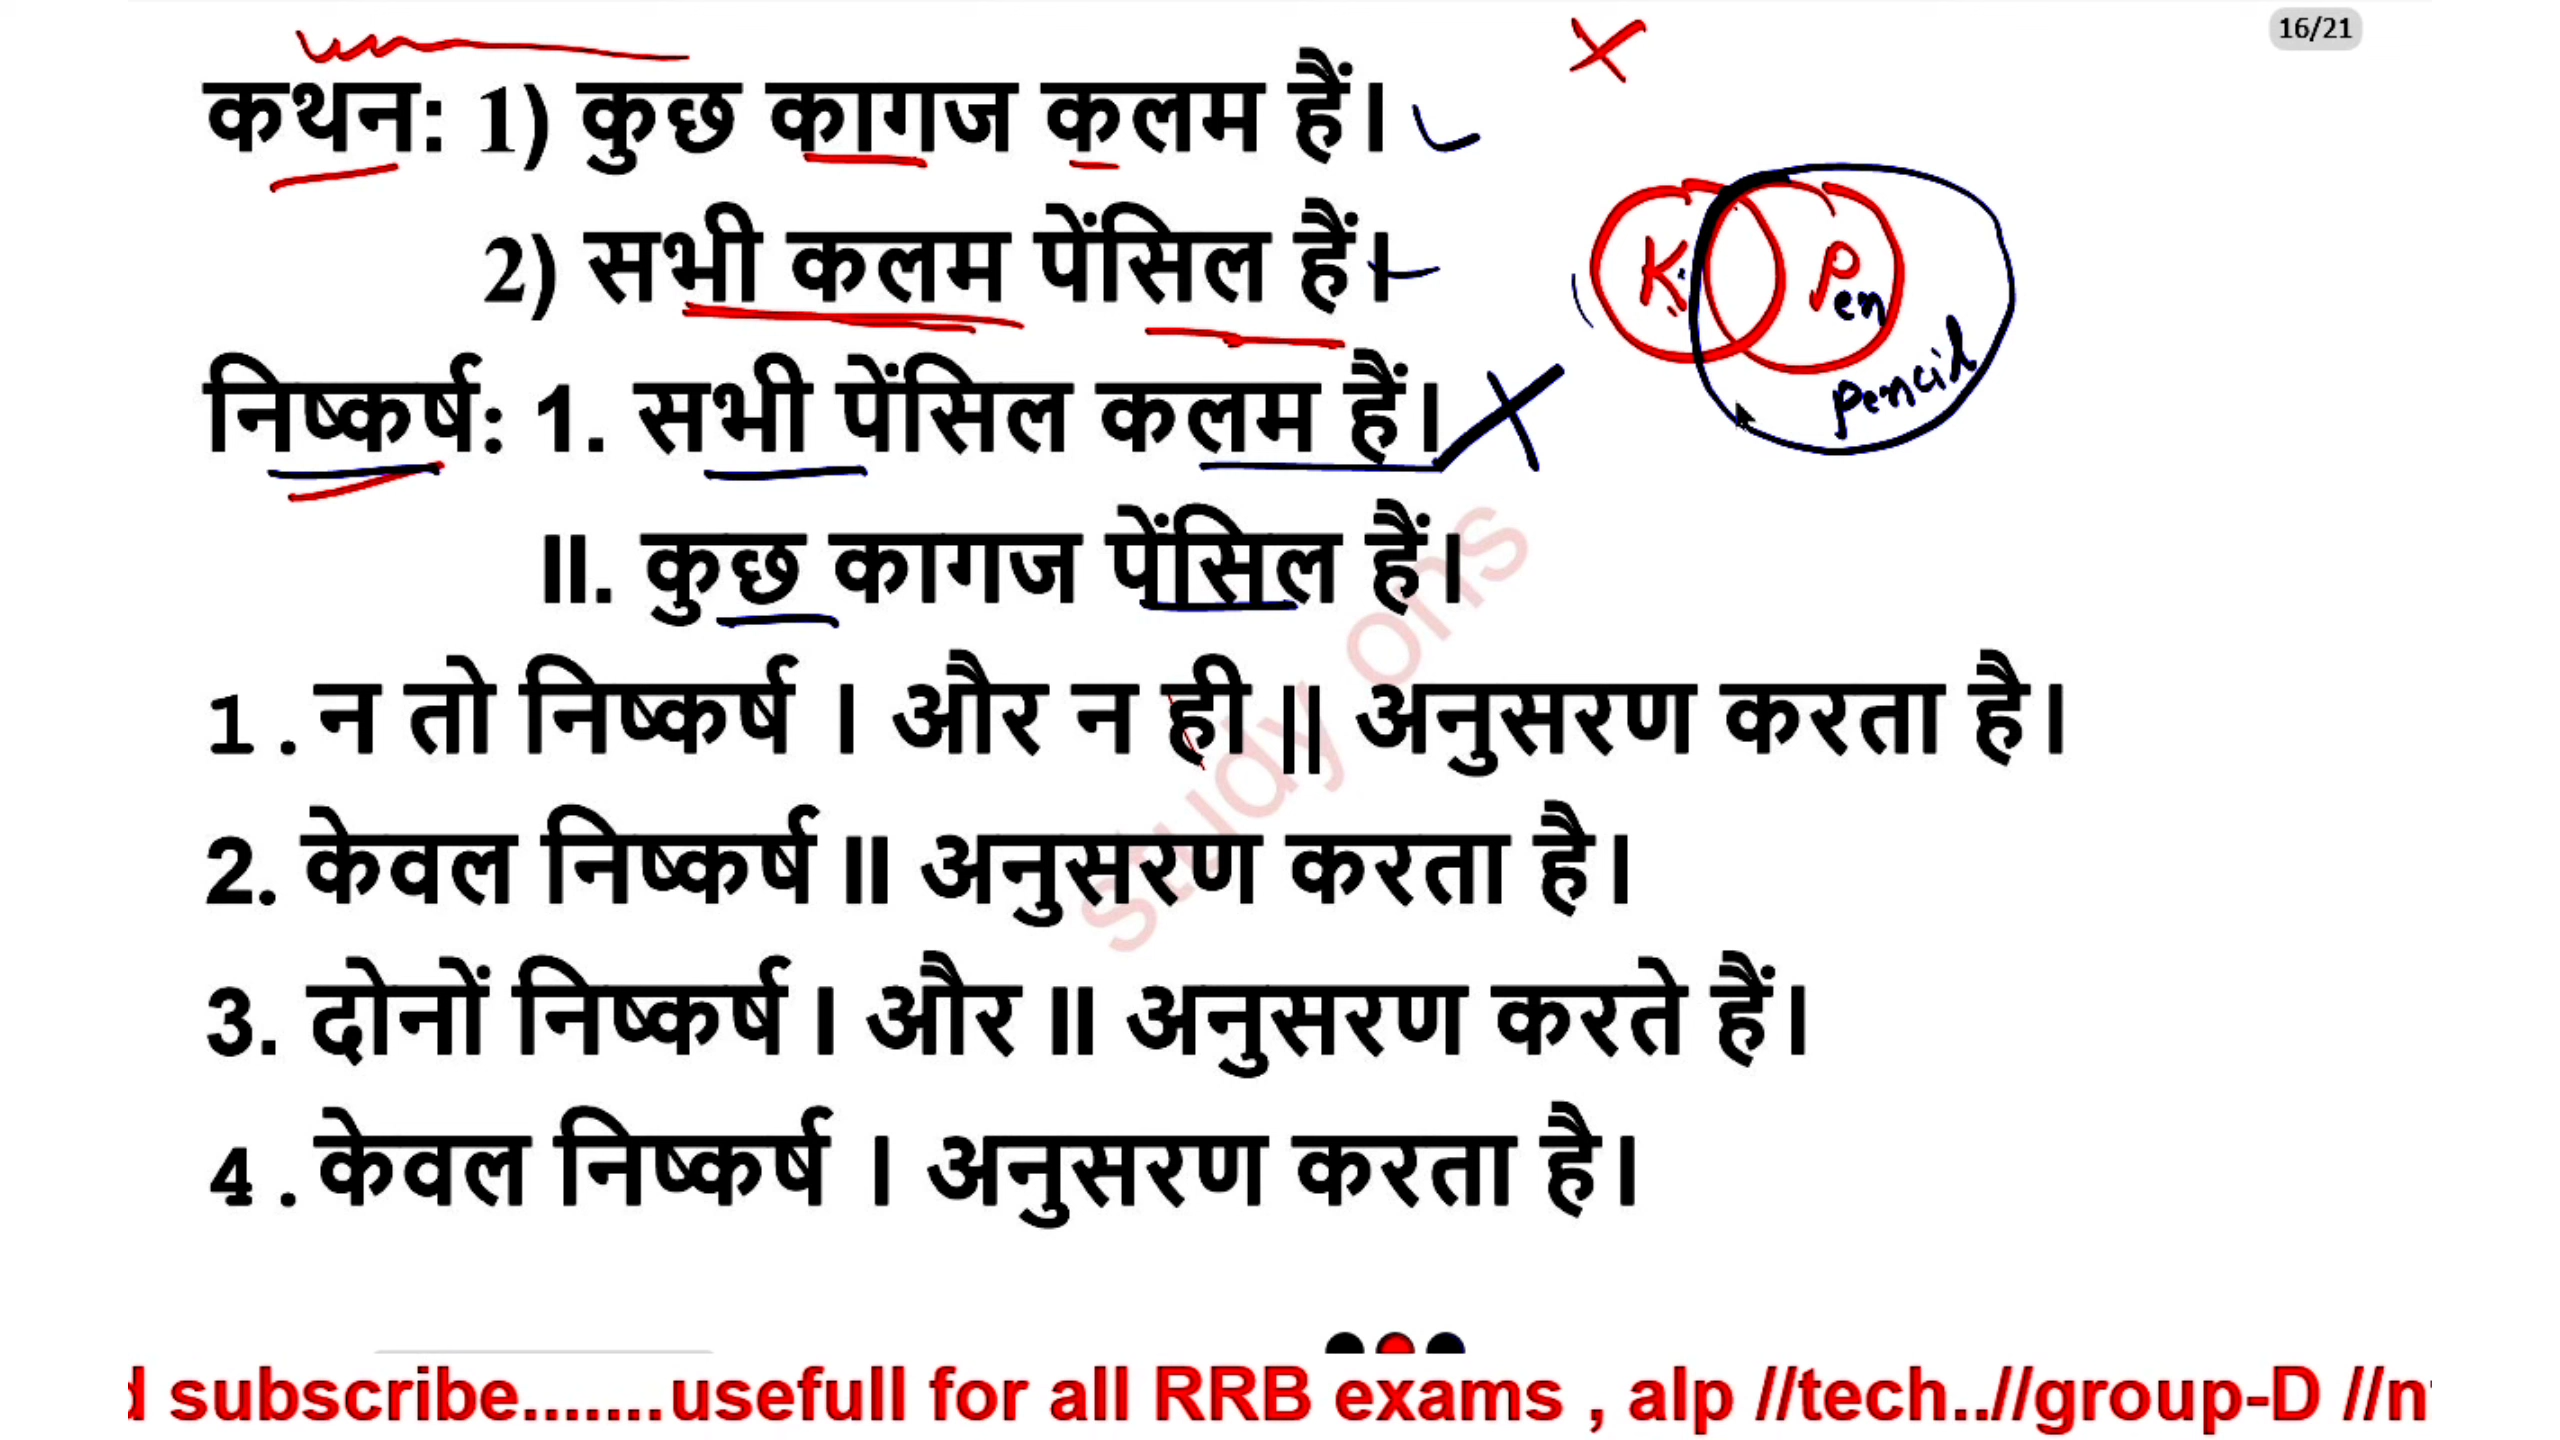 16/21
कथन: 1) कुछ कागज कलम हैं।
2) सभी कलम पेंसिल हैं।
K Pen
pencil
निष्कर्ष: 1. सभी पेंसिल कलम हैं।
II. कुछ कागज पेंसिल हैं।
1.न तो निष्कर्ष I और न ही || अनुसरण करता है।
2. केवल निष्कर्ष II अनुसरण करता है।
3. दोनों निष्कर्ष I और II अनुसरण करते हैं।
4.केवल निष्कर्ष I अनुसरण करता है।
study oms
subscribe.......usefull for all RRB exams , alp //tech..//group-D //n